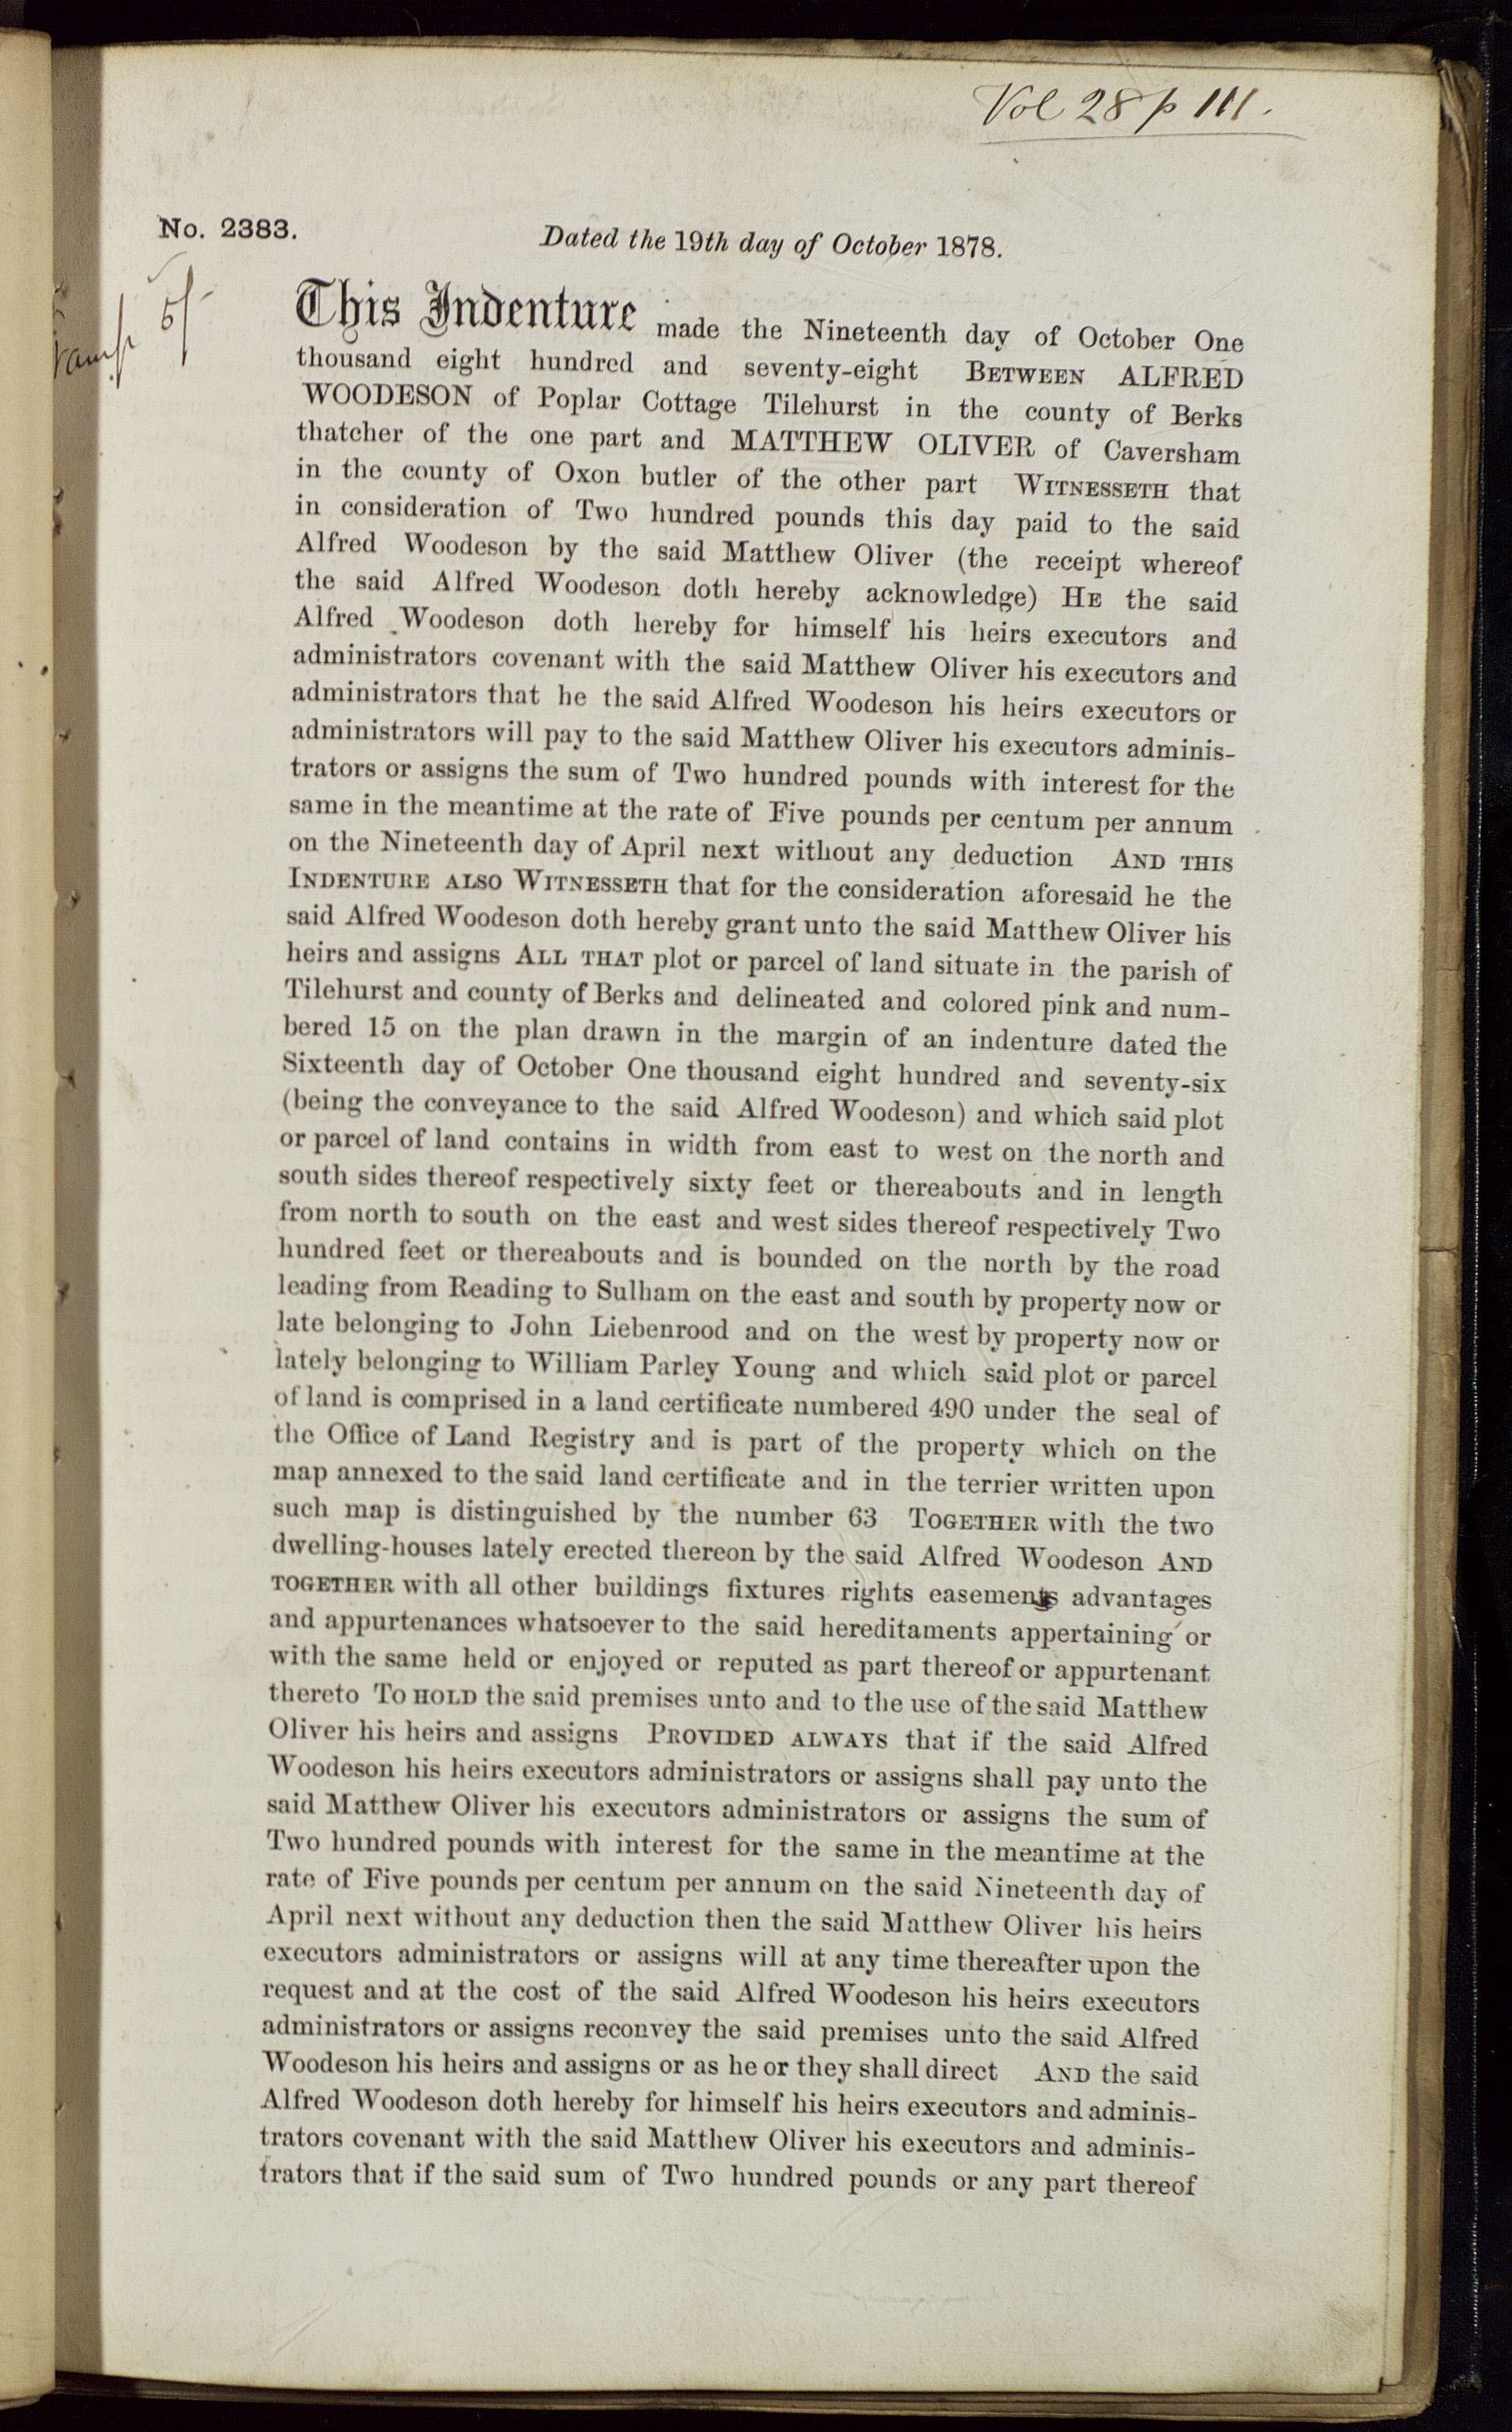 Vol 28 p 111.
No. 2383.
Dated the 19th day of October 1878.
5/-
This Indenture made the Nineteenth day of October One
thousand eight hundred and seventy-eight BETWEEN ALFRED
WOODESON of Poplar Cottage Tilehurst in the county of Berks
thatcher of the one part and MATTHEW OLIVER of Caversham
in the county of Oxon butler of the other part WITNESSETH that
in consideration of Two hundred pounds this day paid to the said
Alfred Woodeson by the said Matthew Oliver (the receipt whereof
the said Alfred Woodeson doth hereby acknowledge) HE the said
Alfred Woodeson doth hereby for himself his heirs executors and
administrators covenant with the said Matthew Oliver his executors and
administrators that he the said Alfred Woodeson his heirs executors or
administrators will pay to the said Matthew Oliver his executors adminis-
trators or assigns the sum of Two hundred pounds with interest for the
same in the meantime at the rate of Five pounds per centum per annum
on the Nineteenth day of April next without any deduction AND THIS
INDENTURE ALSO WITNESSETH that for the consideration aforesaid he the
said Alfred Woodeson doth hereby grant unto the said Matthew Oliver his
heirs and assigns ALL THAT plot or parcel of land situate in the parish of
Tilehurst and county of Berks and delineated and colored pink and num-
bered 15 on the plan drawn in the margin of an indenture dated the
Sixteenth day of October One thousand eight hundred and seventy-six
(being the conveyance to the said Alfred Woodeson) and which said plot
or parcel of land contains in width from east to west on the north and
south sides thereof respectively sixty feet or thereabouts and in length
from north to south on the east and west sides thereof respectively Two
hundred feet or thereabouts and is bounded on the north by the road
leading from Reading to Sulham on the east and south by property now or
late belonging to John Liebenrood and on the west by property now or
lately belonging to William Parley Young and which said plot or parcel
of land is comprised in a land certificate numbered 490 under the seal of
the Office of Land Registry and is part of the property which on the
map annexed to the said land certificate and in the terrier written upon
such map is distinguished by the number 63 TOGETHER with the two
dwelling-houses lately erected thereon by the said Alfred Woodeson AND
TOGETHER with all other buildings fixtures rights easements advantages
and appurtenances whatsoever to the said hereditaments appertaining or
with the same held or enjoyed or reputed as part thereof or appurtenant
thereto TO HOLD the said premises unto and to the use of the said Matthew
Oliver his heirs and assigns PROVIDED ALWAYS that if the said Alfred
Woodeson his heirs executors administrators or assigns shall pay unto the
said Matthew Oliver his executors administrators or assigns the sum of
Two hundred pounds with interest for the same in the meantime at the
rate of Five pounds per centum per annum on the said Nineteenth day of
April next without any deduction then the said Matthew Oliver his heirs
executors administrators or assigns will at any time thereafter upon the
request and at the cost of the said Alfred Woodeson his heirs executors
administrators or assigns reconvey the said premises unto the said Alfred
Woodeson his heirs and assigns or as he or they shall direct AND the said
Alfred Woodeson doth hereby for himself his heirs executors and adminis-
trators covenant with the said Matthew Oliver his executors and adminis-
trators that if the said sum of Two hundred pounds or any part thereof